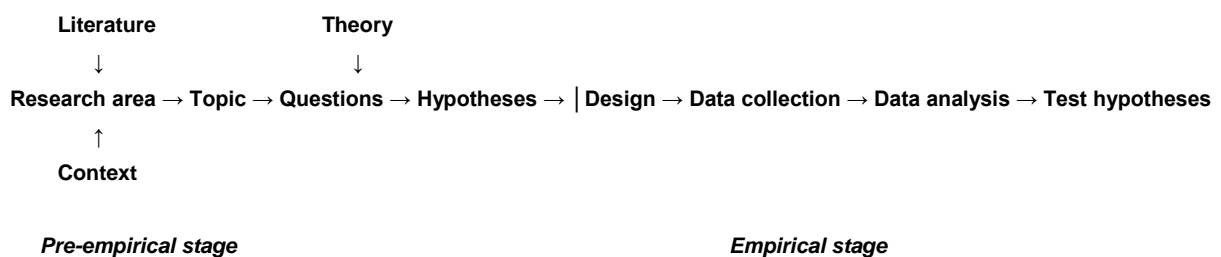 Literature Theory
↓ ↓
Research area → Topic → Questions → Hypotheses → | Design → Data collection → Data analysis → Test hypotheses
↑
Context
Pre-empirical stage Empirical stage